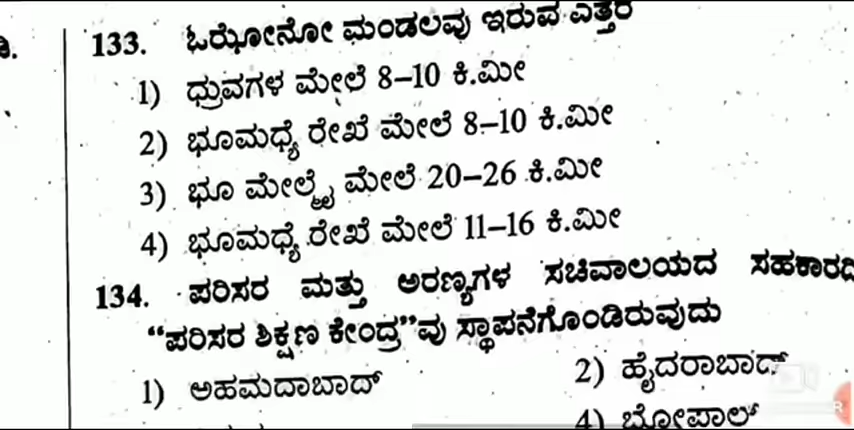 133. ಓಝೋನೋ ಮಂಡಲವು ಇರುವ ಎತ್ತರ
1) ಧ್ರುವಗಳ ಮೇಲೆ 8–10 ಕಿ.ಮೀ
2) ಭೂಮಧ್ಯೆ ರೇಖೆ ಮೇಲೆ 8–10 ಕಿ.ಮೀ
3) ಭೂ ಮೇಲ್ಮೈ ಮೇಲೆ 20–26 ಕಿ.ಮೀ
4) ಭೂಮಧ್ಯೆ ರೇಖೆ ಮೇಲೆ 11–16 ಕಿ.ಮೀ
134. ಪರಿಸರ ಮತ್ತು ಅರಣ್ಯಗಳ ಸಚಿವಾಲಯದ
“ಪರಿಸರ ಶಿಕ್ಷಣ ಕೇಂದ್ರ”ವು ಸ್ಥಾಪನೆಗೊಂಡಿರುವುದು
1) ಅಹಮದಾಬಾದ್ 2) ಹೈದರಾಬಾದ್
4) ಬೋಪಾಲ್